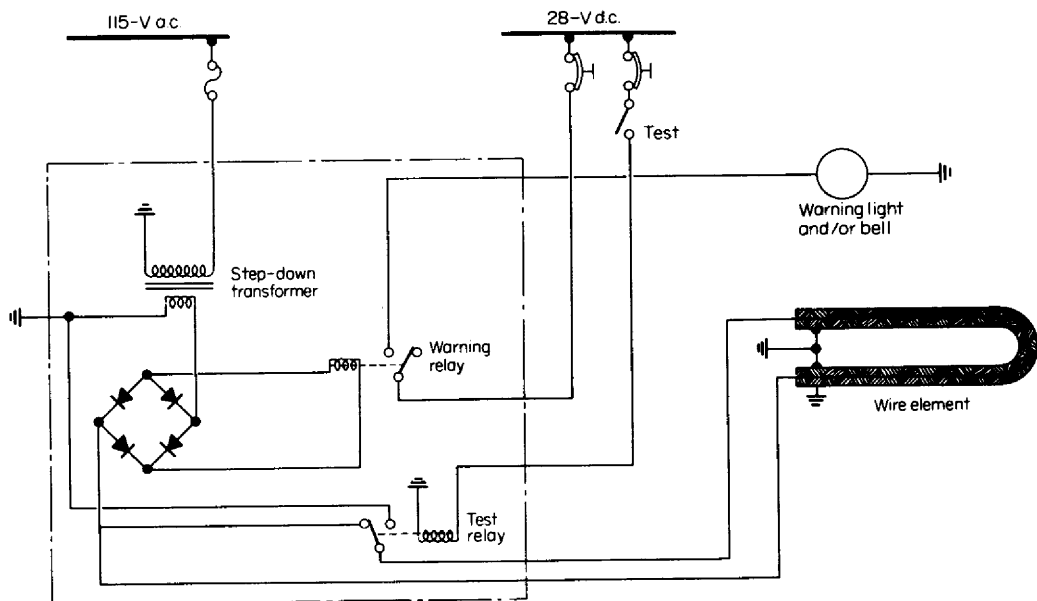 115-V a.c.
28-V d.c.
Test
Warning light
and/or bell
Step-down
transformer
Warning
relay
Wire element
Test
relay